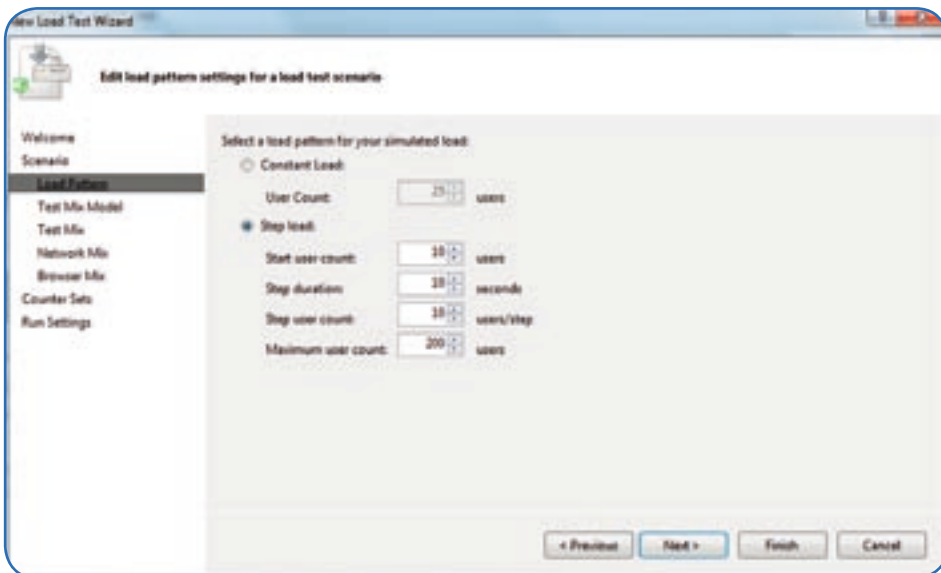 New Load Test Wizard
Edit load pattern settings for a load test scenario
Welcome
Scenario
Load Pattern
Test Mix Model
Test Mix
Network Mix
Browser Mix
Counter Sets
Run Settings
Select a load pattern for your simulated load:
Constant Load:
User Count: 25 users
Step load:
Start user count: 10 users
Step duration: 10 seconds
Step user count: 10 users/step
Maximum user count: 200 users
< Previous Next > Finish Cancel